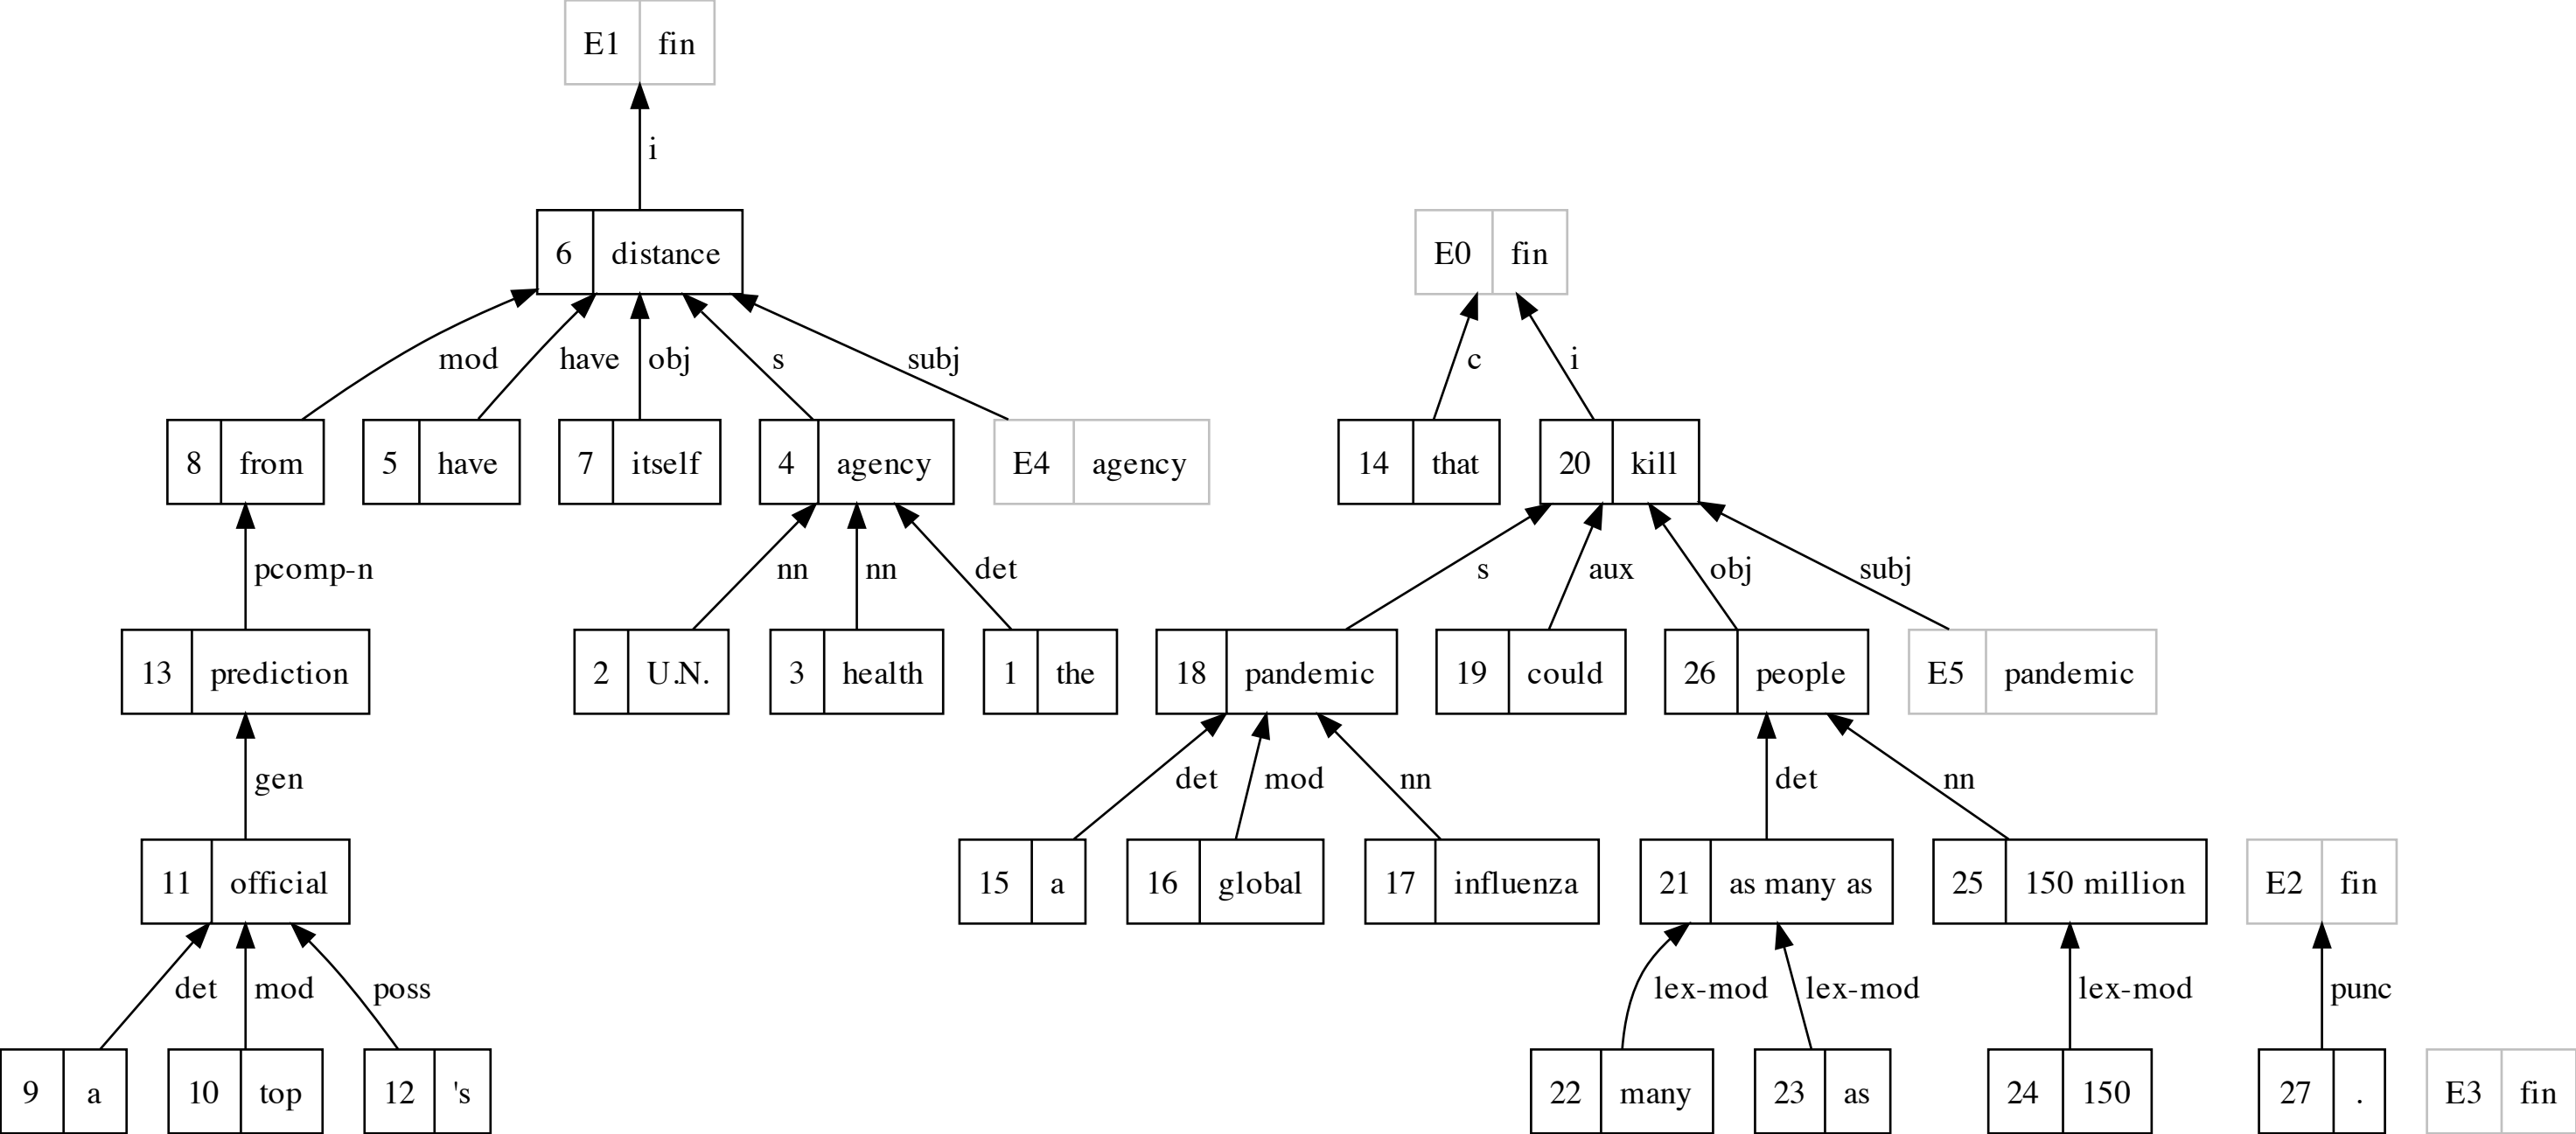 E1 fin
i
6 distance
E0 fin
mod have obj s subj
c i
8 from
5 have
7 itself
4 agency
E4 agency
14 that
20 kill
pcomp-n
nn nn det
s aux obj subj
13 prediction
2 U.N.
3 health
1 the
18 pandemic
19 could
26 people
E5 pandemic
gen
det mod nn
det nn
11 official
15 a
16 global
17 influenza
21 as many as
25 150 million
E2 fin
det mod poss
lex-mod lex-mod
lex-mod
punc
9 a
10 top
12 's
22 many
23 as
24 150
27 .
E3 fin